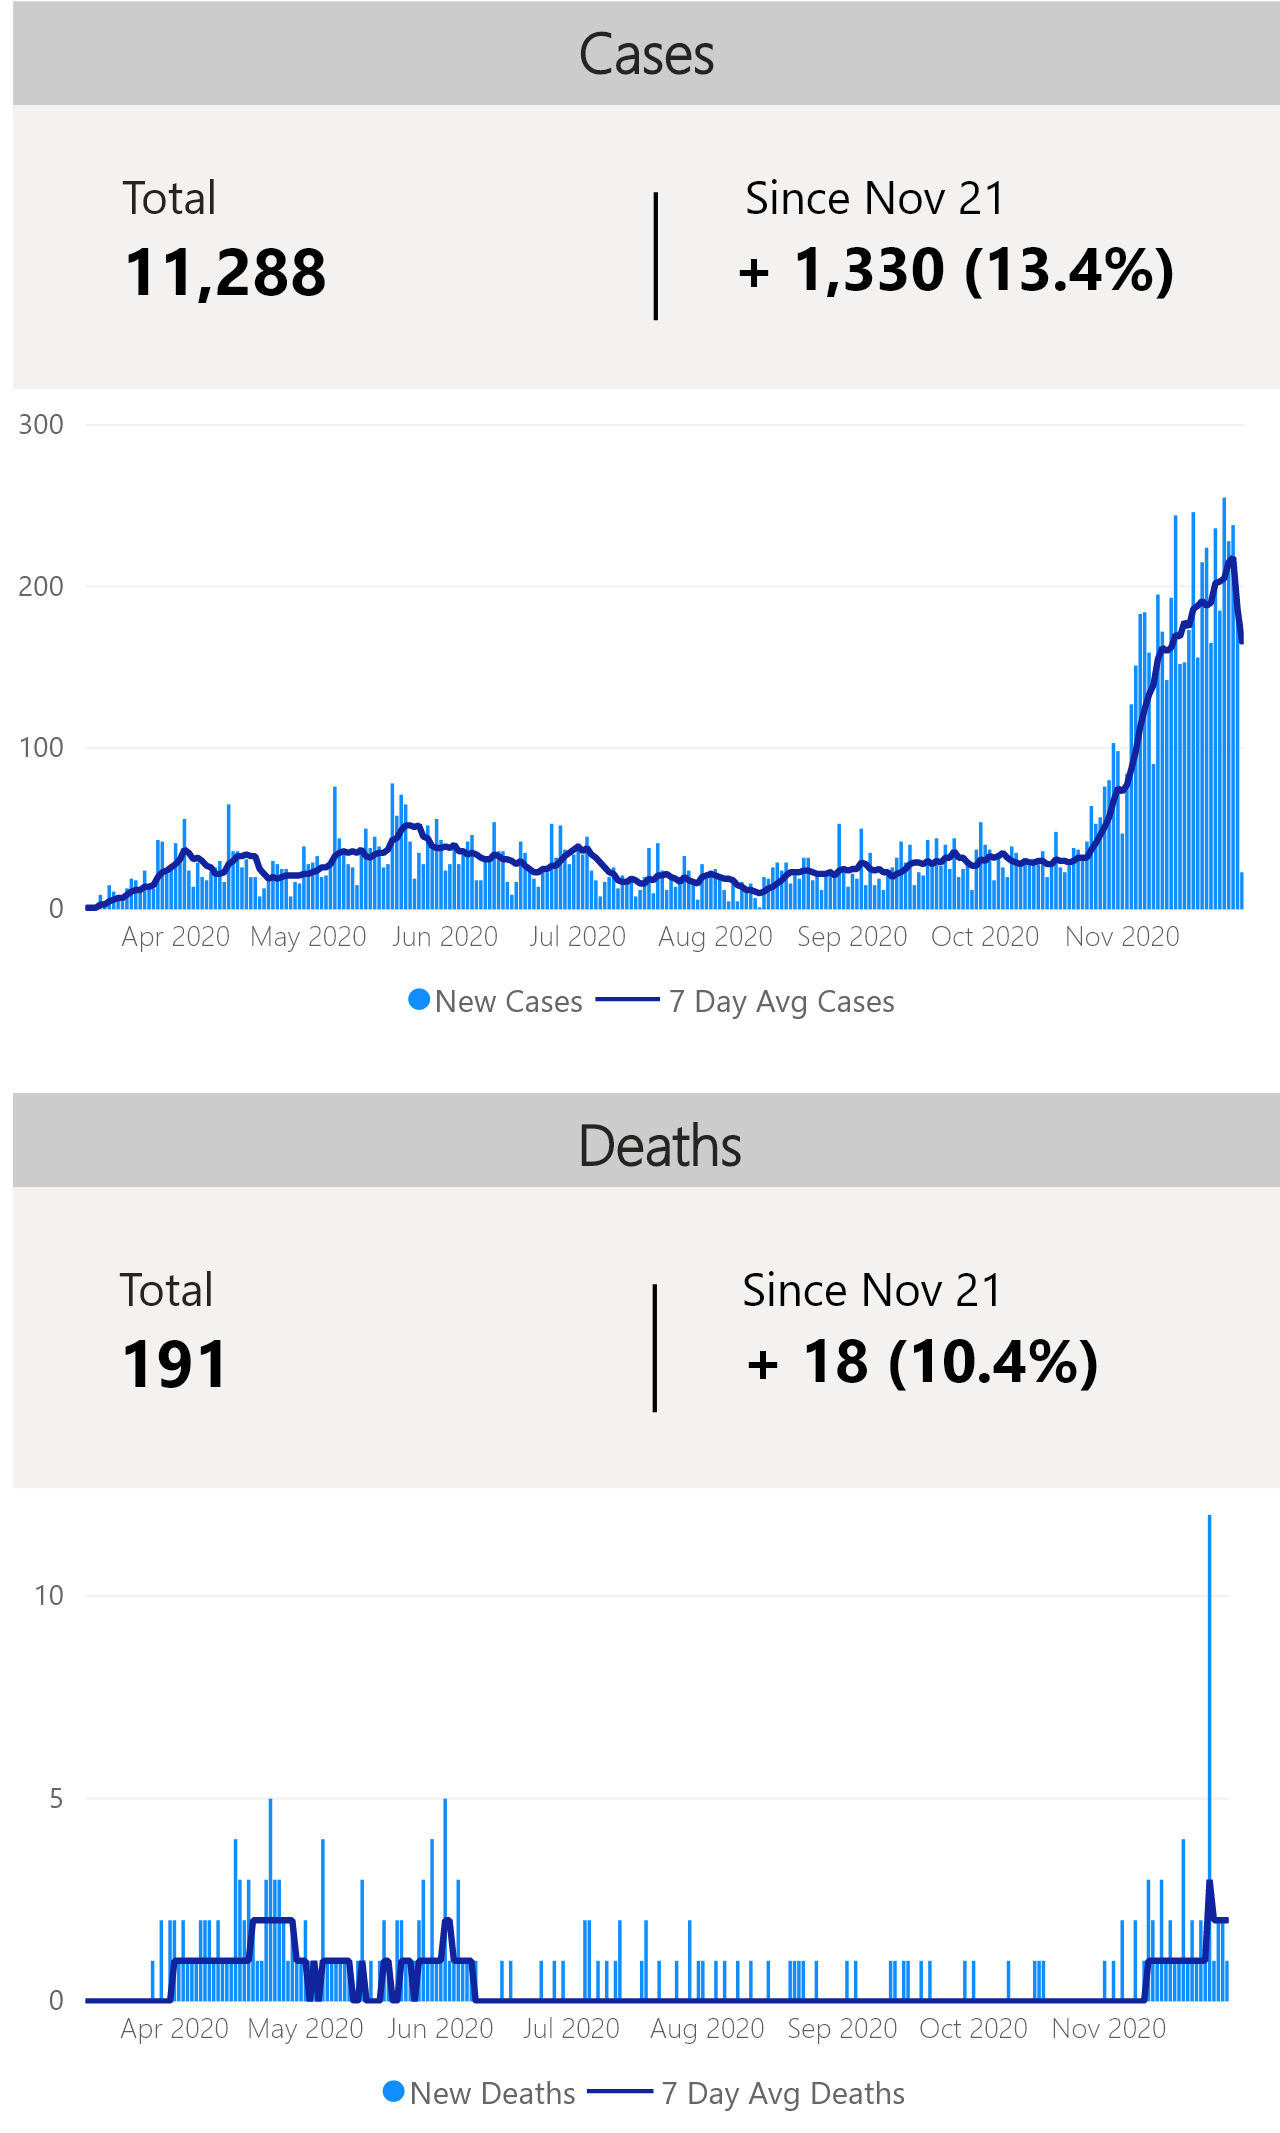 Cases
Total
Since Nov 21
11,288
+ 1,330 (13.4%)
300
200
100
0
Apr 2020 May 2020 Jun 2020 Jul 2020 Aug 2020 Sep 2020 Oct 2020 Nov 2020
New Cases 7 Day Avg Cases
Deaths
Total
Since Nov 21
191
+ 18 (10.4%)
10
5
0
Apr 2020 May 2020 Jun 2020 Jul 2020 Aug 2020 Sep 2020 Oct 2020 Nov 2020
New Deaths 7 Day Avg Deaths